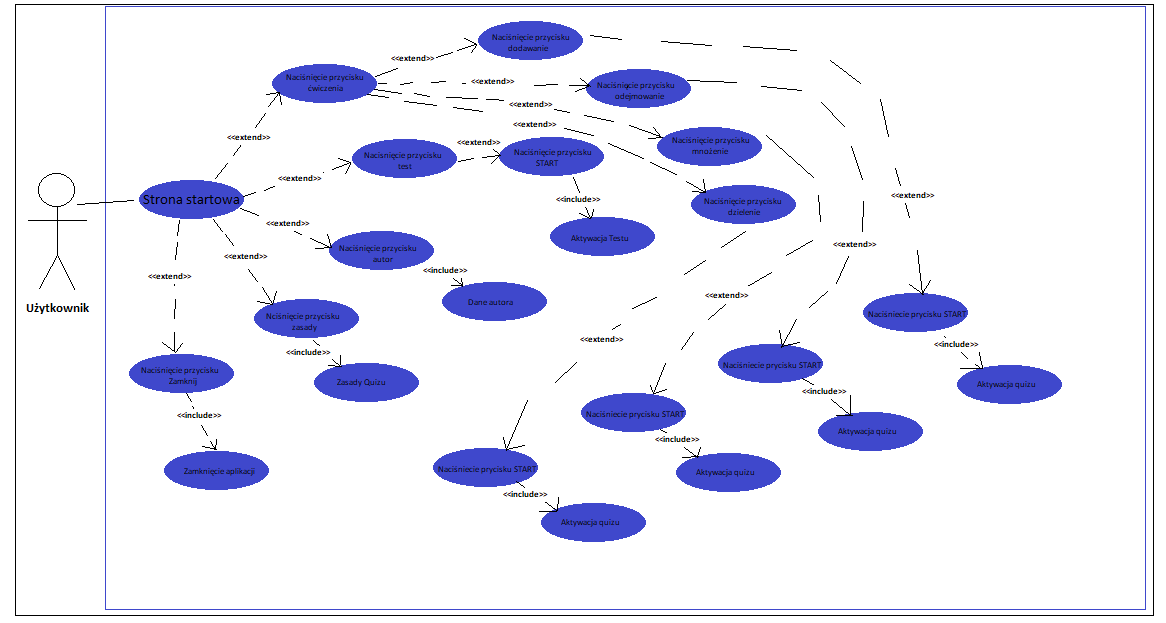 Naciśnięcie przycisku
dodawanie
<<extend>>
Naciśnięcie przycisku
ćwiczenia
<<extend>>
Naciśnięcie przycisku
odejmowanie
<<extend>>
<<extend>>
<<extend>>
Naciśnięcie przycisku
mnożenie
<<extend>>
Naciśnięcie przycisku
test
Naciśnięcie przycisku
START
<<extend>>
Strona startowa
<<include>>
Naciśnięcie przycisku
dzielenie
<<extend>>
<<extend>>
Aktywacja Testu
Naciśnięcie przycisku
autor
<<extend>>
<<extend>>
<<include>>
<<extend>>
Dane autora
<<extend>>
Użytkownik
Nciśnięcie przycisku
zasady
Naciśniecie prycisku START
<<extend>>
<<include>>
<<include>>
Naciśnięcie przycisku
Zamknij
Zasady Quizu
Naciśniecie prycisku START
Aktywacja quizu
<<include>>
<<include>>
Naciśniecie prycisku START
Aktywacja quizu
<<include>>
Zamknięcie aplikacji
Naciśniecie prycisku START
Aktywacja quizu
<<include>>
Aktywacja quizu